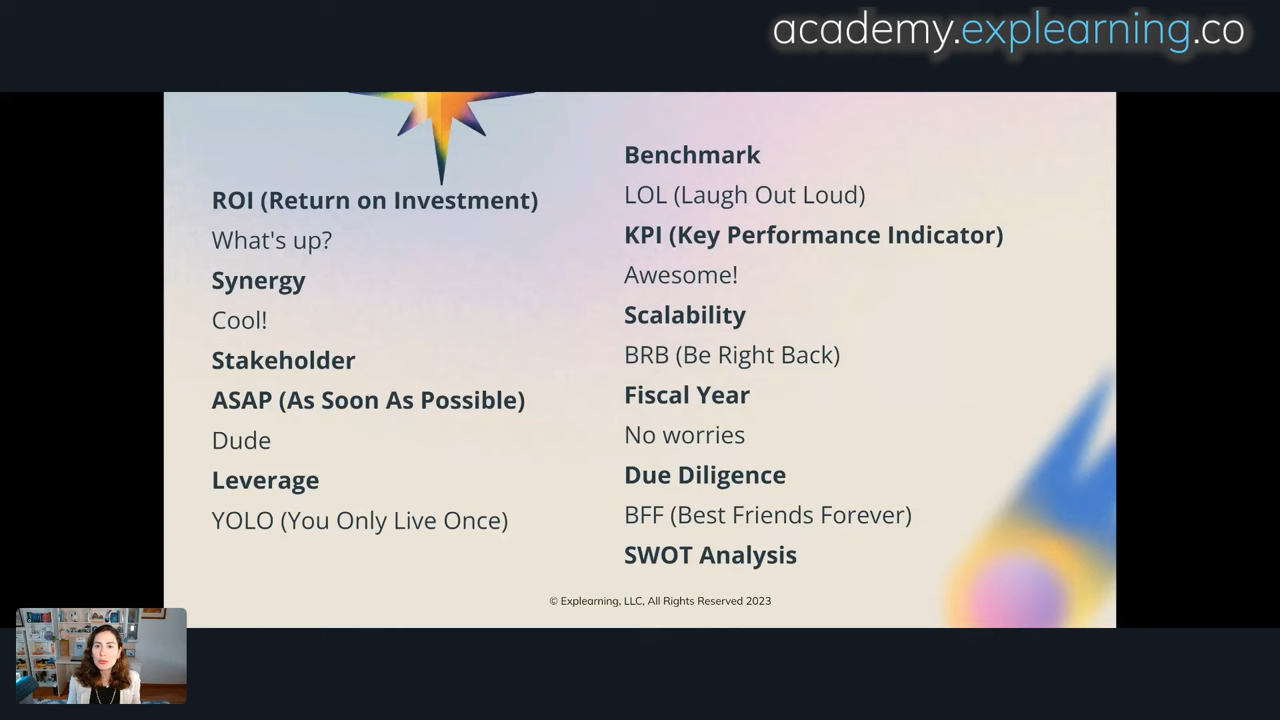 academy.explearning.co
ROI (Return on Investment)
What's up?
Synergy
Cool!
Stakeholder
ASAP (As Soon As Possible)
Dude
Leverage
YOLO (You Only Live Once)
Benchmark
LOL (Laugh Out Loud)
KPI (Key Performance Indicator)
Awesome!
Scalability
BRB (Be Right Back)
Fiscal Year
No worries
Due Diligence
BFF (Best Friends Forever)
SWOT Analysis
© Explearning, LLC, All Rights Reserved 2023